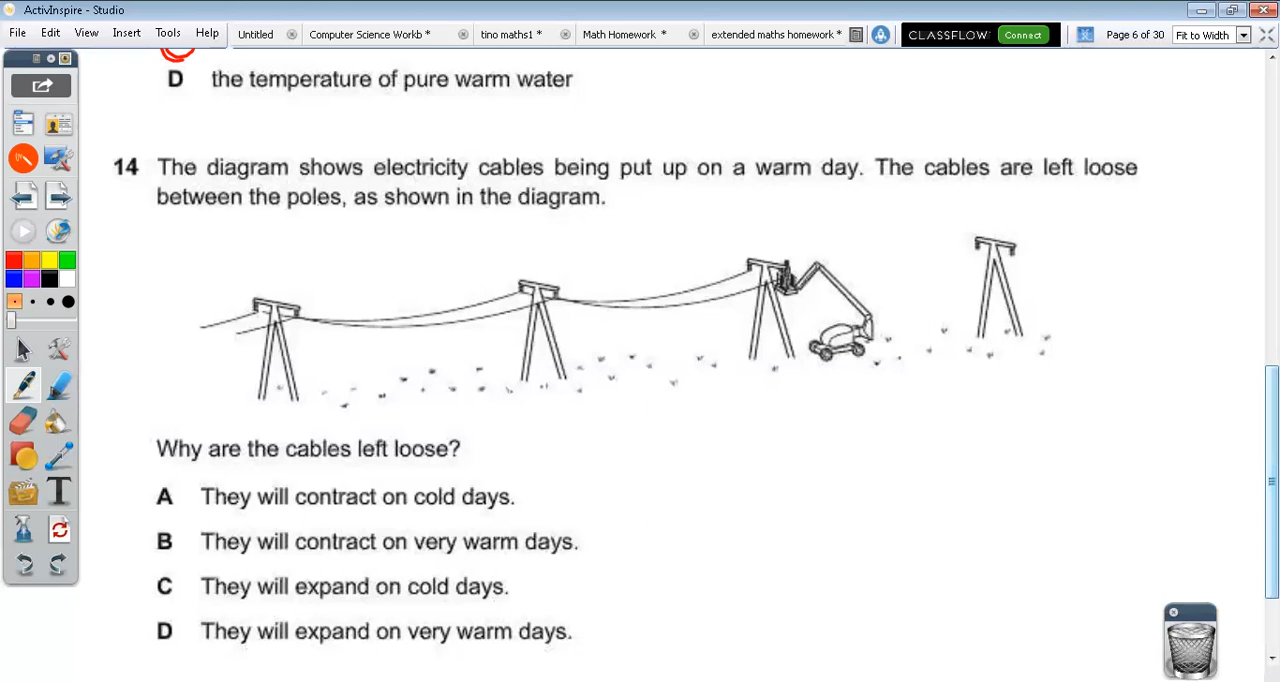 ActivInspire - Studio
File Edit View Insert Tools Help
Untitled Computer Science Workb * tino maths1 * Math Homework * extended maths homework *
CLASSFLOW Connect
Page 6 of 30 Fit to Width
D the temperature of pure warm water
14 The diagram shows electricity cables being put up on a warm day. The cables are left loose
between the poles, as shown in the diagram.
Why are the cables left loose?
A They will contract on cold days.
B They will contract on very warm days.
C They will expand on cold days.
D They will expand on very warm days.